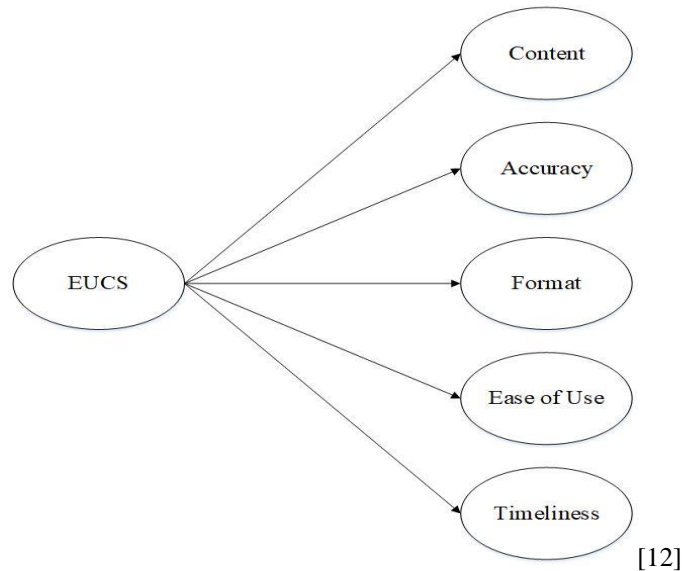 Content
Accuracy
EUCS
Format
Ease of Use
Timeliness
[12]